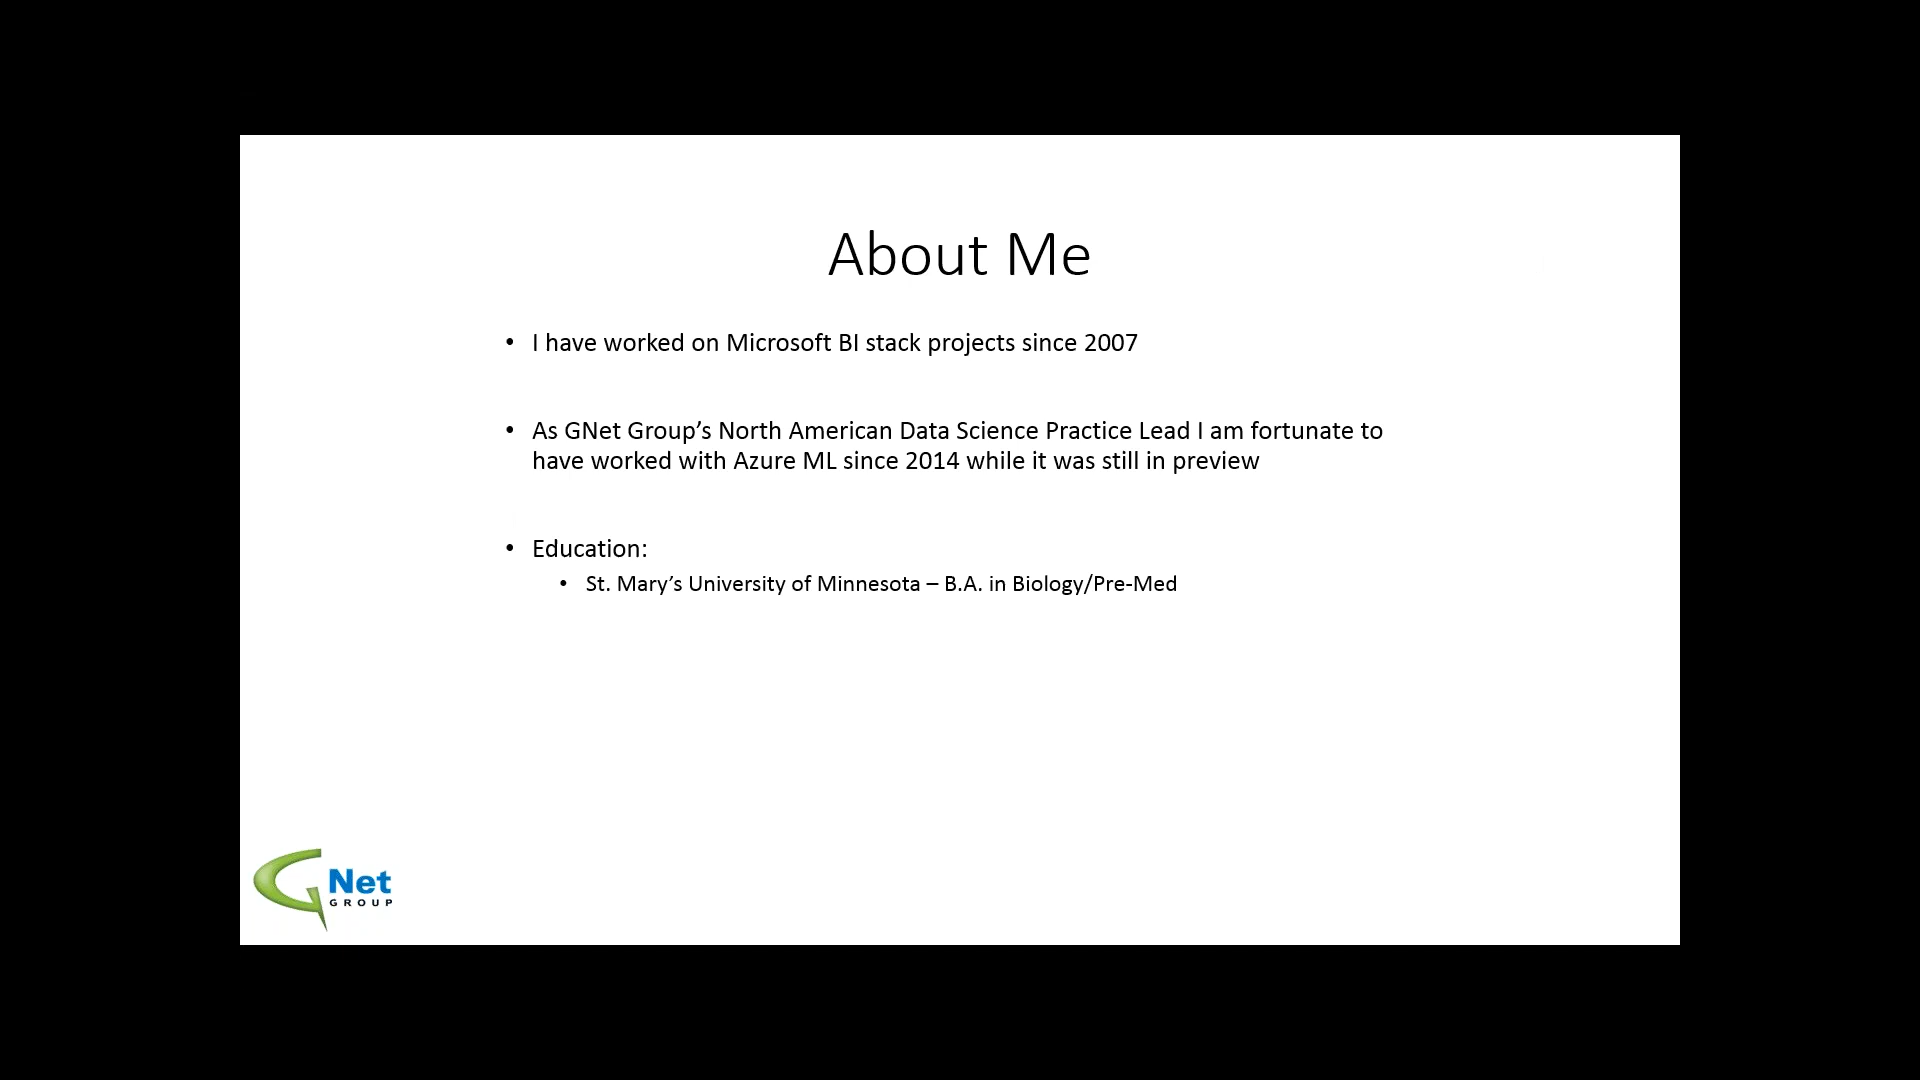 About Me
• I have worked on Microsoft BI stack projects since 2007
• As GNet Group’s North American Data Science Practice Lead I am fortunate to
have worked with Azure ML since 2014 while it was still in preview
• Education:
• St. Mary’s University of Minnesota – B.A. in Biology/Pre-Med
GNet
GROUP